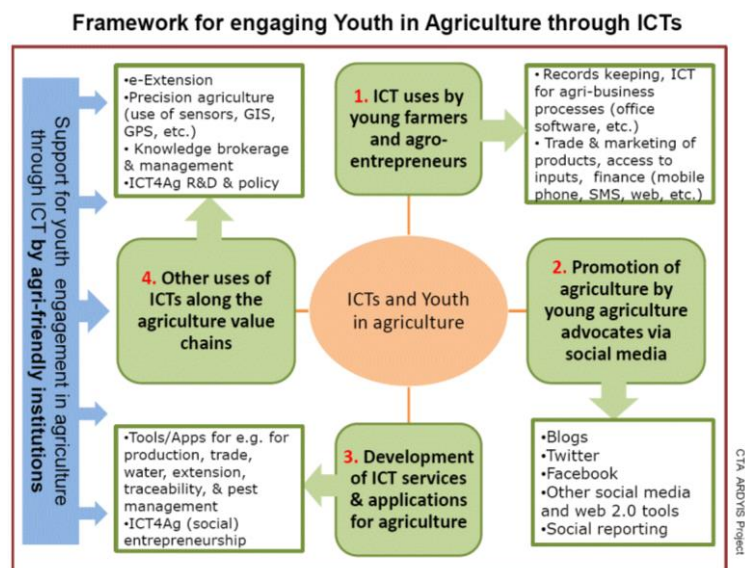 Framework for engaging Youth in Agriculture through ICTs
Support for youth engagement in agriculture
through ICT by agri-friendly institutions
•e-Extension
•Precision agriculture
(use of sensors, GIS,
GPS, etc.)
• Knowledge brokerage
& management
•ICT4Ag R&D & policy
1. ICT uses by
young farmers
and agro-
entrepreneurs
• Records keeping, ICT
for agri-business
processes (office
software, etc.)
• Trade & marketing of
products, access to
inputs, finance (mobile
phone, SMS, web, etc.)
4. Other uses of
ICTs along the
agriculture value
chains
ICTs and Youth
in agriculture
2. Promotion of
agriculture by
young agriculture
advocates via
social media
•Tools/Apps for e.g. for
production, trade,
water, extension,
traceability, & pest
management
•ICT4Ag (social)
entrepreneurship
3. Development
of ICT services
& applications
for agriculture
•Blogs
•Twitter
•Facebook
•Other social media
and web 2.0 tools
•Social reporting
CTA ARDYIS Project